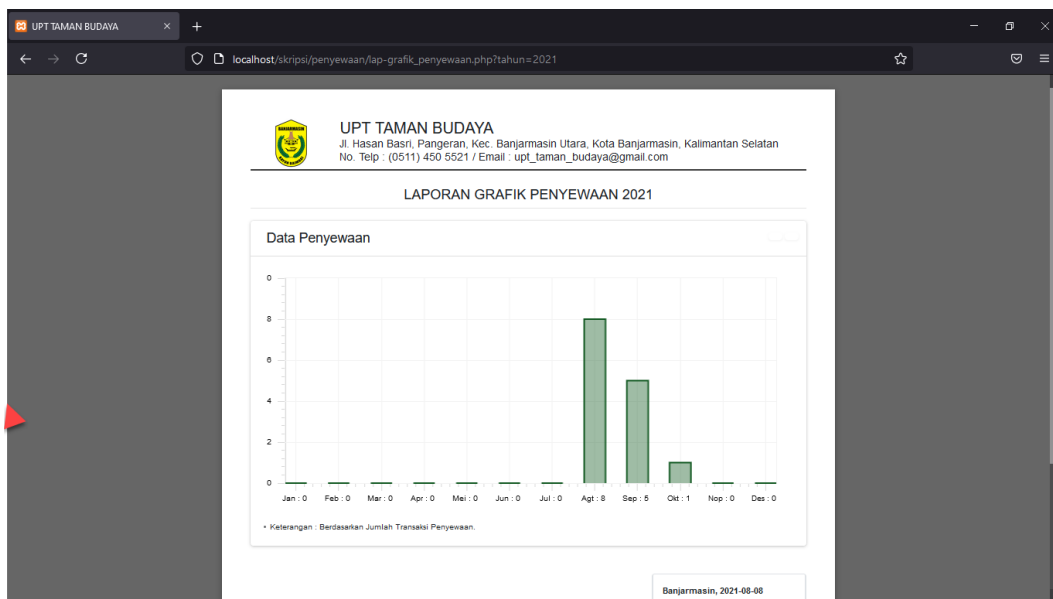 UPT TAMAN BUDAYA
localhost/skripsi/penyewaan/lap-grafik_penyewaan.php?tahun=2021
BANJARMASIN
UPT TAMAN BUDAYA
Jl. Hasan Basri, Pangeran, Kec. Banjarmasin Utara, Kota Banjarmasin, Kalimantan Selatan
No. Telp : (0511) 450 5521 / Email : upt_taman_budaya@gmail.com
LAPORAN GRAFIK PENYEWAAN 2021
Data Penyewaan
0
8
6
4
2
0
Jan : 0 Feb : 0 Mar : 0 Apr : 0 Mei : 0 Jun : 0 Jul : 0 Agt : 8 Sep : 5 Okt : 1 Nop : 0 Des : 0
* Keterangan : Berdasarkan Jumlah Transaksi Penyewaan.
Banjarmasin, 2021-08-08